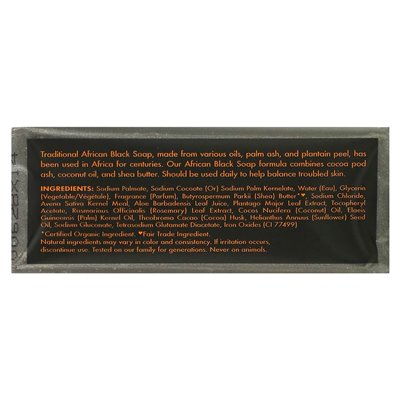 Traditional African Black Soap, made from various oils, palm ash, and plantain peel, has
been used in Africa for centuries. Our African Black Soap formula combines cocoa pod
ash, coconut oil, and shea butter. Should be used daily to help balance troubled skin.
INGREDIENTS: Sodium Palmate, Sodium Cocoate (Or) Sodium Palm Kernelate, Water (Eau), Glycerin
(Vegetable/Végétale), Fragrance (Parfum), Butyrospermum Parkii (Shea) Butter*♥, Sodium Chloride,
Avena Sativa Kernel Meal, Aloe Barbadensis Leaf Juice, Plantago Major Leaf Extract, Tocopheryl
Acetate, Rosmarinus Officinalis (Rosemary) Leaf Extract, Cocos Nucifera (Coconut) Oil, Elaeis
Guineensis (Palm) Kernel Oil, Theobroma Cacao (Cocoa) Husk, Helianthus Annuus (Sunflower) Seed
Oil, Sodium Gluconate, Tetrasodium Glutamate Diacetate, Iron Oxides (CI 77499)
*Certified Organic Ingredient. ♥Fair Trade Ingredient.
Natural ingredients may vary in color and consistency. If irritation occurs,
discontinue use. Tested on our family for generations. Never on animals.